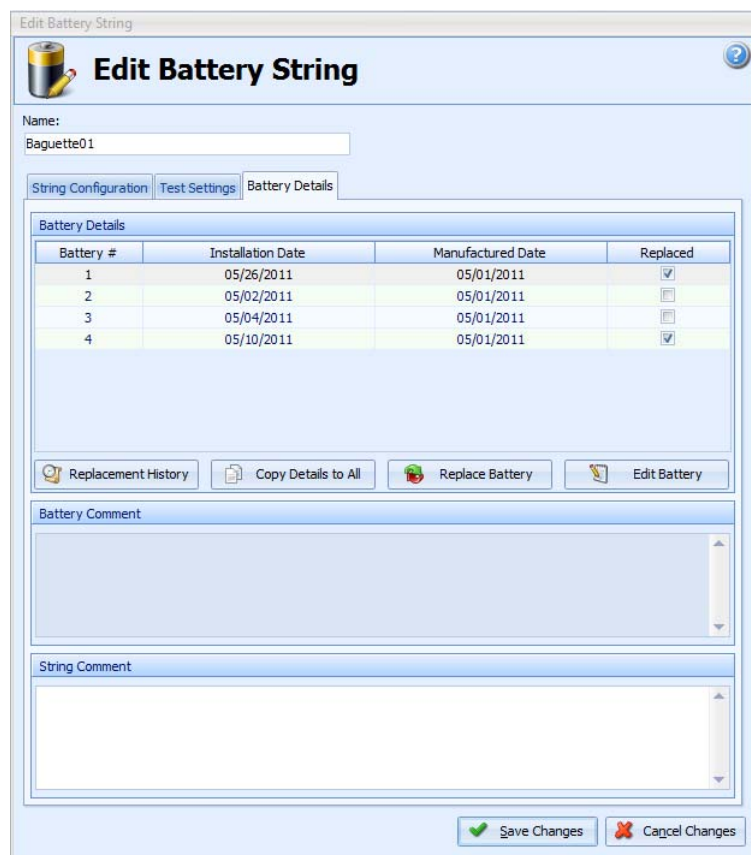 Edit Battery String
Edit Battery String
Name:
Baguette01
String Configuration Test Settings Battery Details
Battery Details
Battery # Installation Date Manufactured Date Replaced
1 05/26/2011 05/01/2011
2 05/02/2011 05/01/2011
3 05/04/2011 05/01/2011
4 05/10/2011 05/01/2011
Replacement History Copy Details to All Replace Battery Edit Battery
Battery Comment
String Comment
Save Changes Cancel Changes